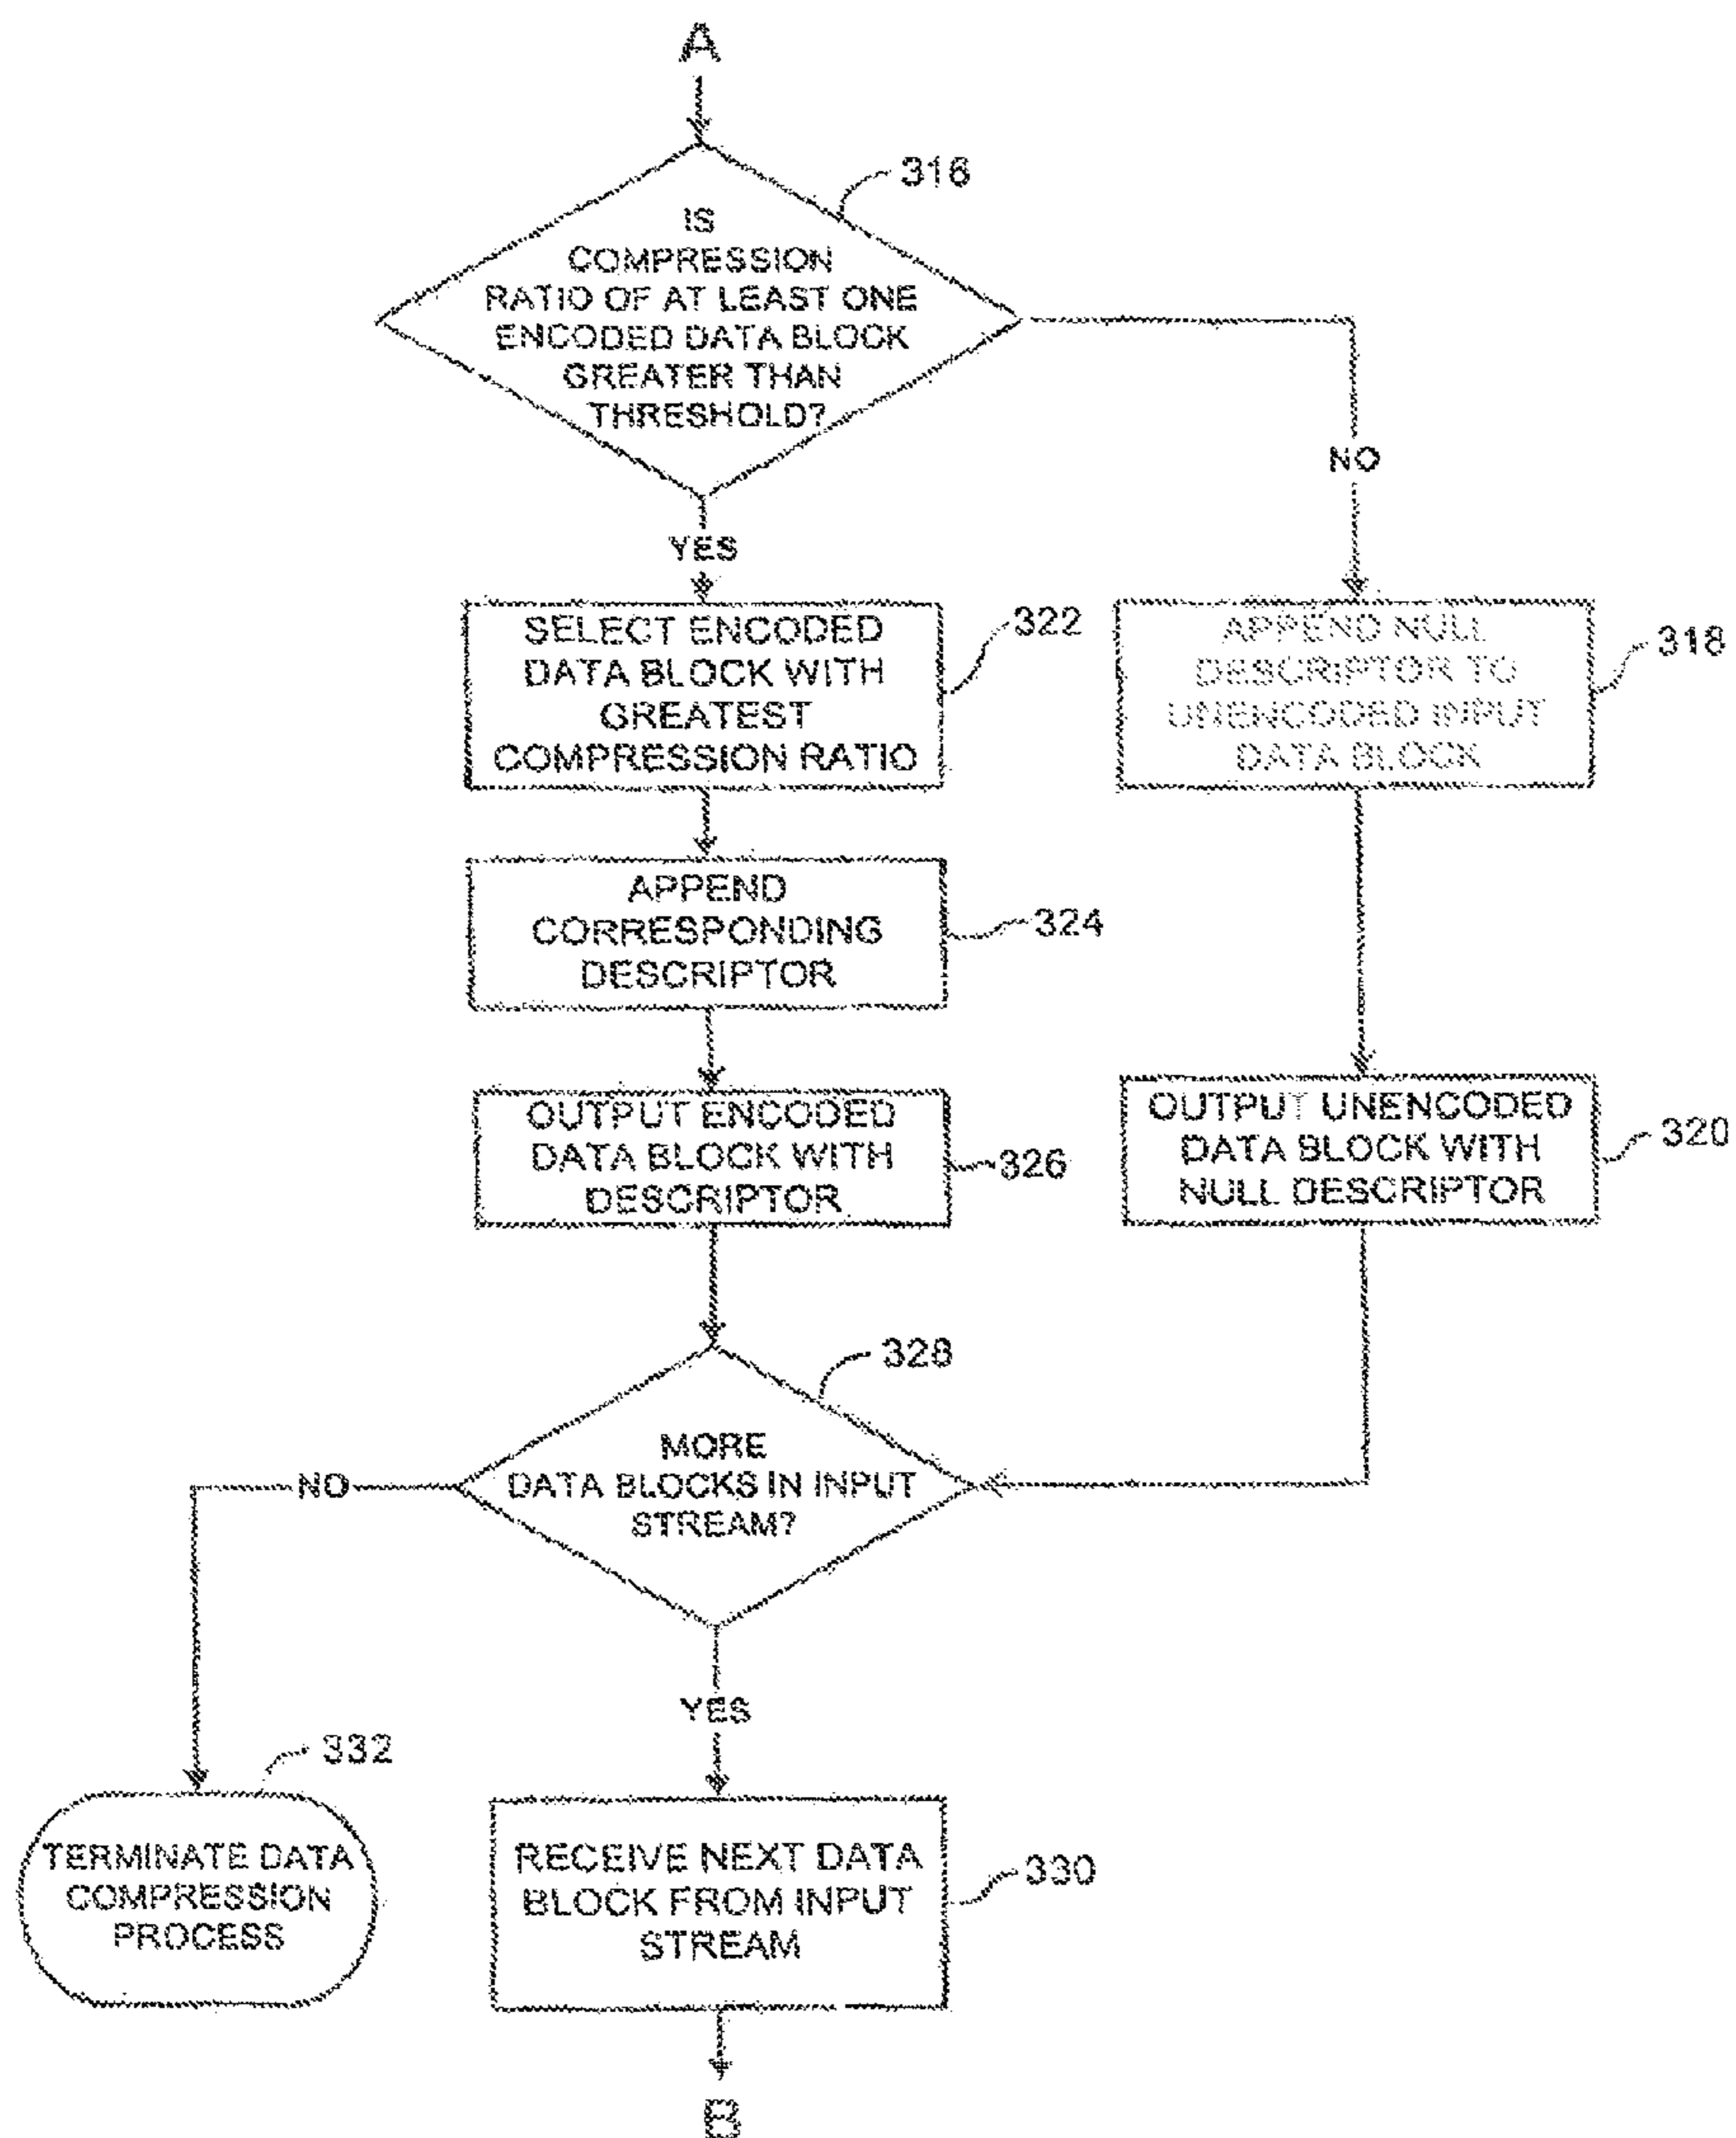 A
316
IS
COMPRESSION
RATIO OF AT LEAST ONE
ENCODED DATA BLOCK
GREATER THAN
THRESHOLD?
NO
YES
SELECT ENCODED
DATA BLOCK WITH
GREATEST
COMPRESSION RATIO
322
APPEND NULL
DESCRIPTOR TO
UNENCODED INPUT
DATA BLOCK
318
APPEND
CORRESPONDING
DESCRIPTOR
324
OUTPUT ENCODED
DATA BLOCK WITH
DESCRIPTOR
326
OUTPUT UNENCODED
DATA BLOCK WITH
NULL DESCRIPTOR
320
328
MORE
DATA BLOCKS IN INPUT
STREAM?
NO
YES
332
TERMINATE DATA
COMPRESSION
PROCESS
RECEIVE NEXT DATA
BLOCK FROM INPUT
STREAM
330
B